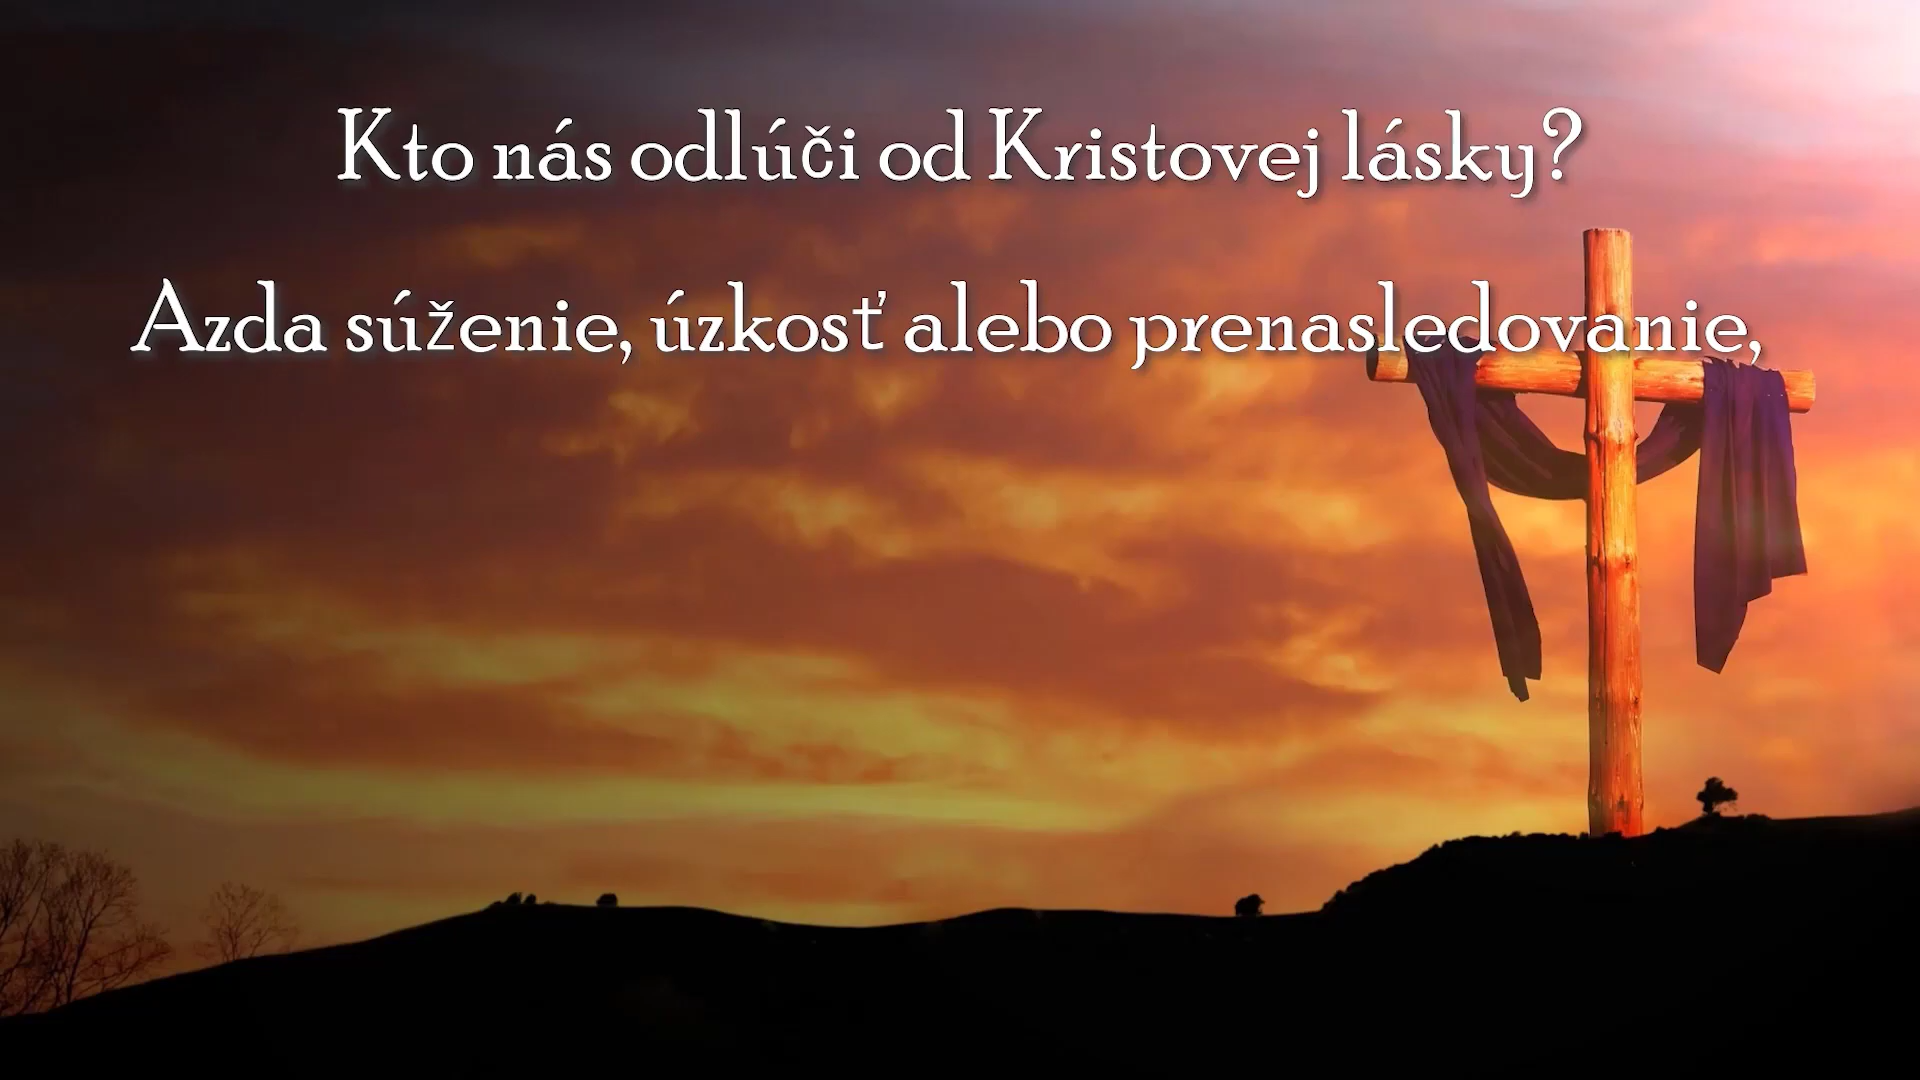 Kto nás odlúči od Kristovej lásky?
Azda súženie, úzkosť alebo prenasledovanie,